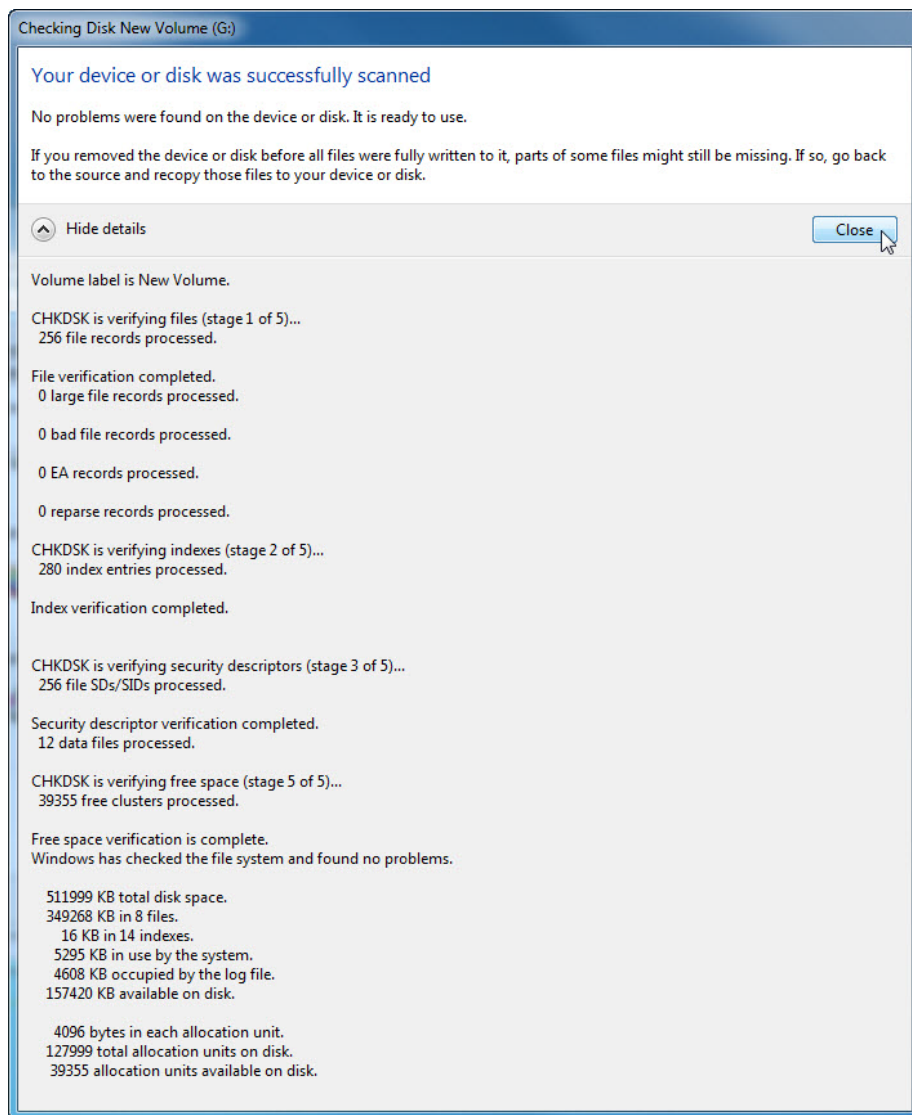 Checking Disk New Volume (G:)
Your device or disk was successfully scanned
No problems were found on the device or disk. It is ready to use.
If you removed the device or disk before all files were fully written to it, parts of some files might still be missing. If so, go back
to the source and recopy those files to your device or disk.
Hide details
Close
Volume label is New Volume.
CHKDSK is verifying files (stage 1 of 5)...
256 file records processed.
File verification completed.
0 large file records processed.
0 bad file records processed.
0 EA records processed.
0 reparse records processed.
CHKDSK is verifying indexes (stage 2 of 5)...
280 index entries processed.
Index verification completed.
CHKDSK is verifying security descriptors (stage 3 of 5)...
256 file SDs/SIDs processed.
Security descriptor verification completed.
12 data files processed.
CHKDSK is verifying free space (stage 5 of 5)...
39355 free clusters processed.
Free space verification is complete.
Windows has checked the file system and found no problems.
511999 KB total disk space.
349268 KB in 8 files.
16 KB in 14 indexes.
5295 KB in use by the system.
4608 KB occupied by the log file.
157420 KB available on disk.
4096 bytes in each allocation unit.
127999 total allocation units on disk.
39355 allocation units available on disk.